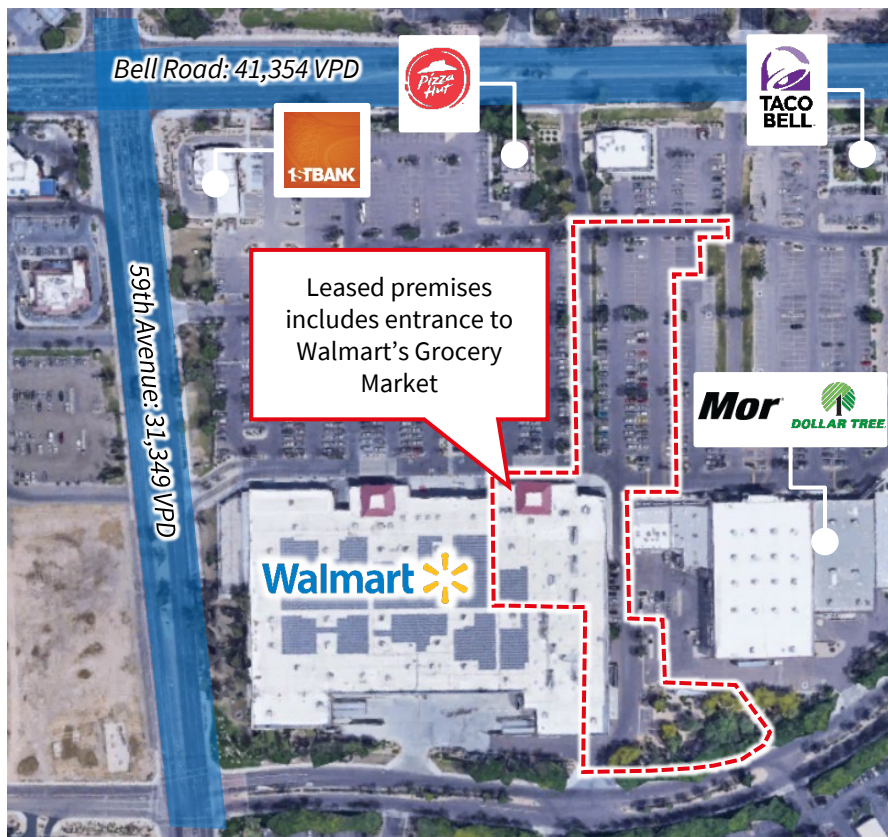 Bell Road: 41,354 VPD
Pizza
Hut
TACO
BELL
1STBANK
59th Avenue: 31,349 VPD
Leased premises
includes entrance to
Walmart's Grocery
Market
Mor
DOLLAR TREE
Walmart